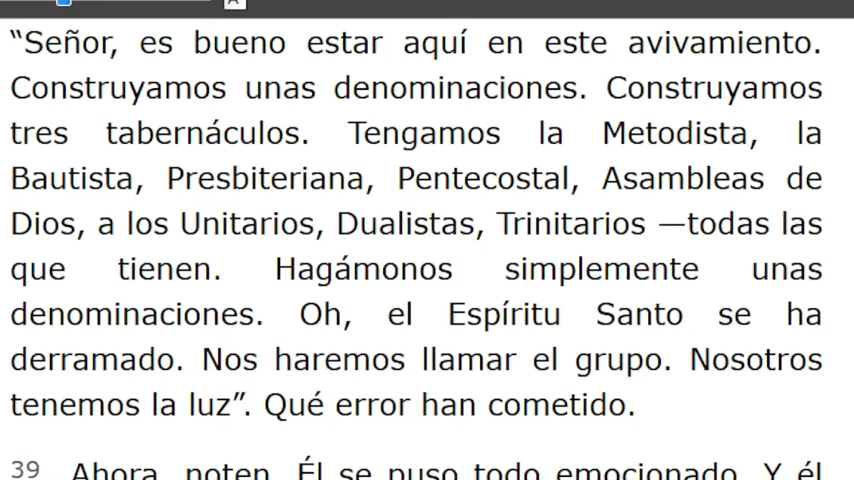 “Señor, es bueno estar aquí en este avivamiento.
Construyamos unas denominaciones. Construyamos
tres tabernáculos. Tengamos la Metodista, la
Bautista, Presbiteriana, Pentecostal, Asambleas de
Dios, a los Unitarios, Dualistas, Trinitarios —todas las
que tienen. Hagámonos simplemente unas
denominaciones. Oh, el Espíritu Santo se ha
derramado. Nos haremos llamar el grupo. Nosotros
tenemos la luz”. Qué error han cometido.
39 Ahora, noten. Él se puso todo emocionado. Y él